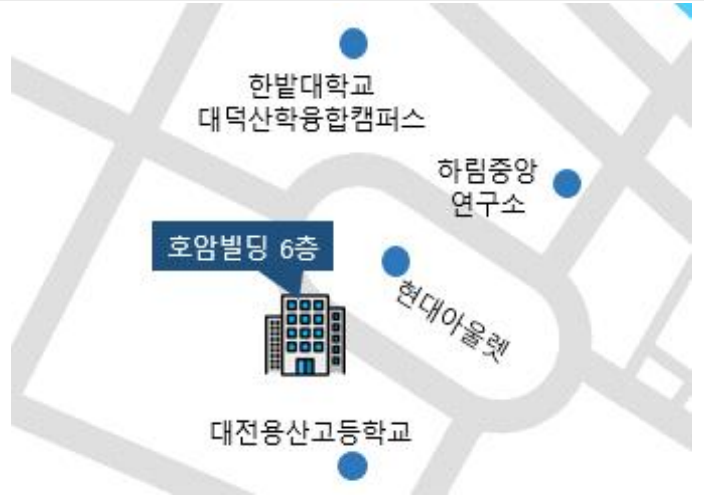 한밭대학교
대덕산학융합캠퍼스
하림중앙
연구소
호암빌딩 6층
현대아울렛
대전용산고등학교